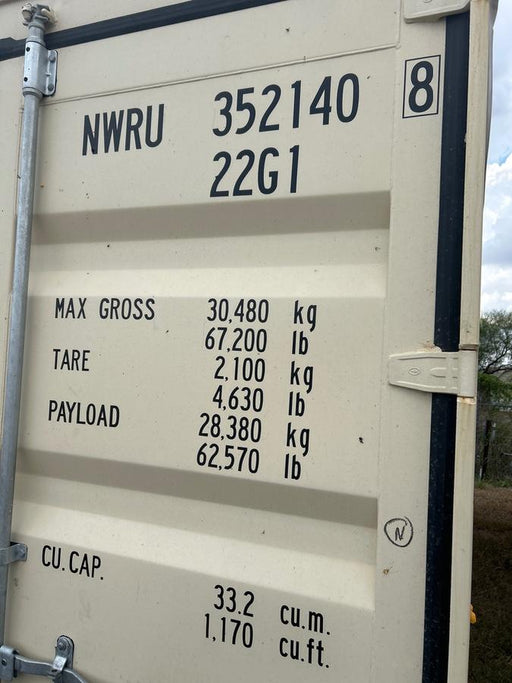 NWRU 352140 8
22G1
MAX GROSS 30,480 kg
67,200 lb
TARE 2,100 kg
4,630 lb
PAYLOAD 28,380 kg
62,570 lb
N
CU.CAP. 33.2 cu.m.
1,170 cu.ft.